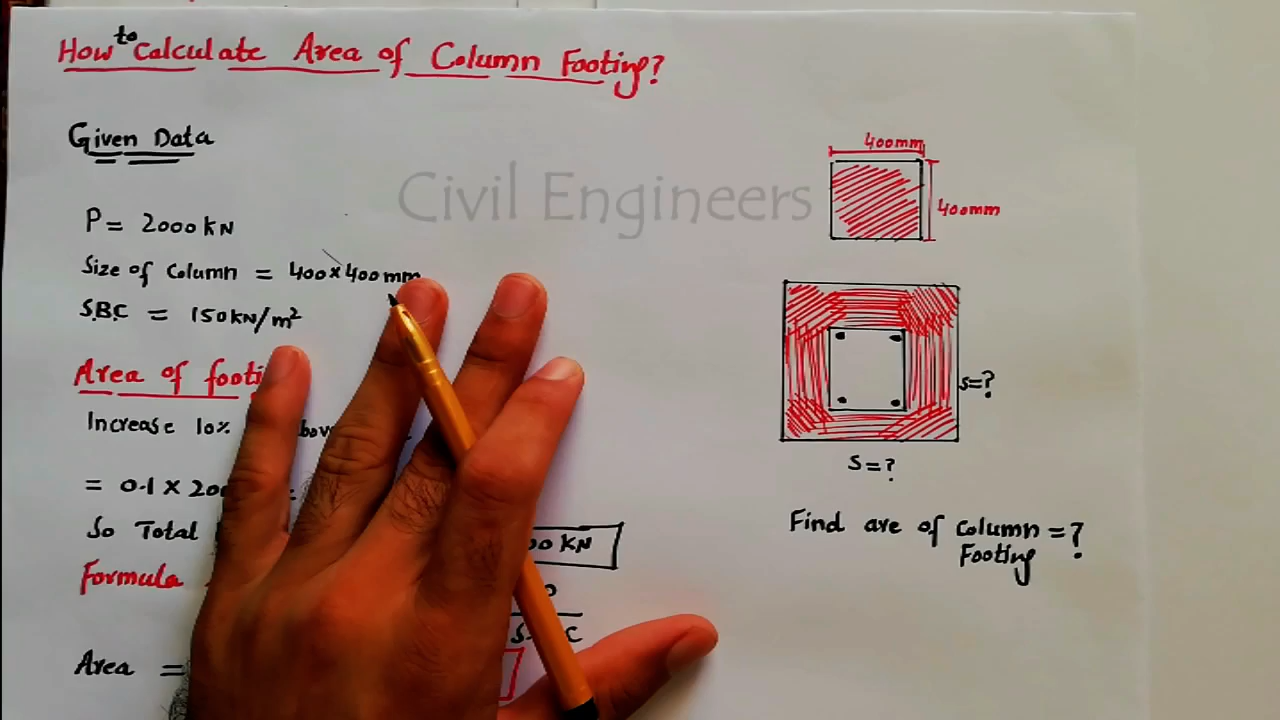 How to Calculate Area of Column Footing?
Given Data
Civil Engineers
P = 2000 KN
Size of Column = 400 x 400 mm
S.B.C = 150 KN/m²
Area of
Increase 10%
= 0.1 X
So Total
KN
Formula
Area =
400mm
400mm
S=?
S=?
Find are of Column = ?
Footing